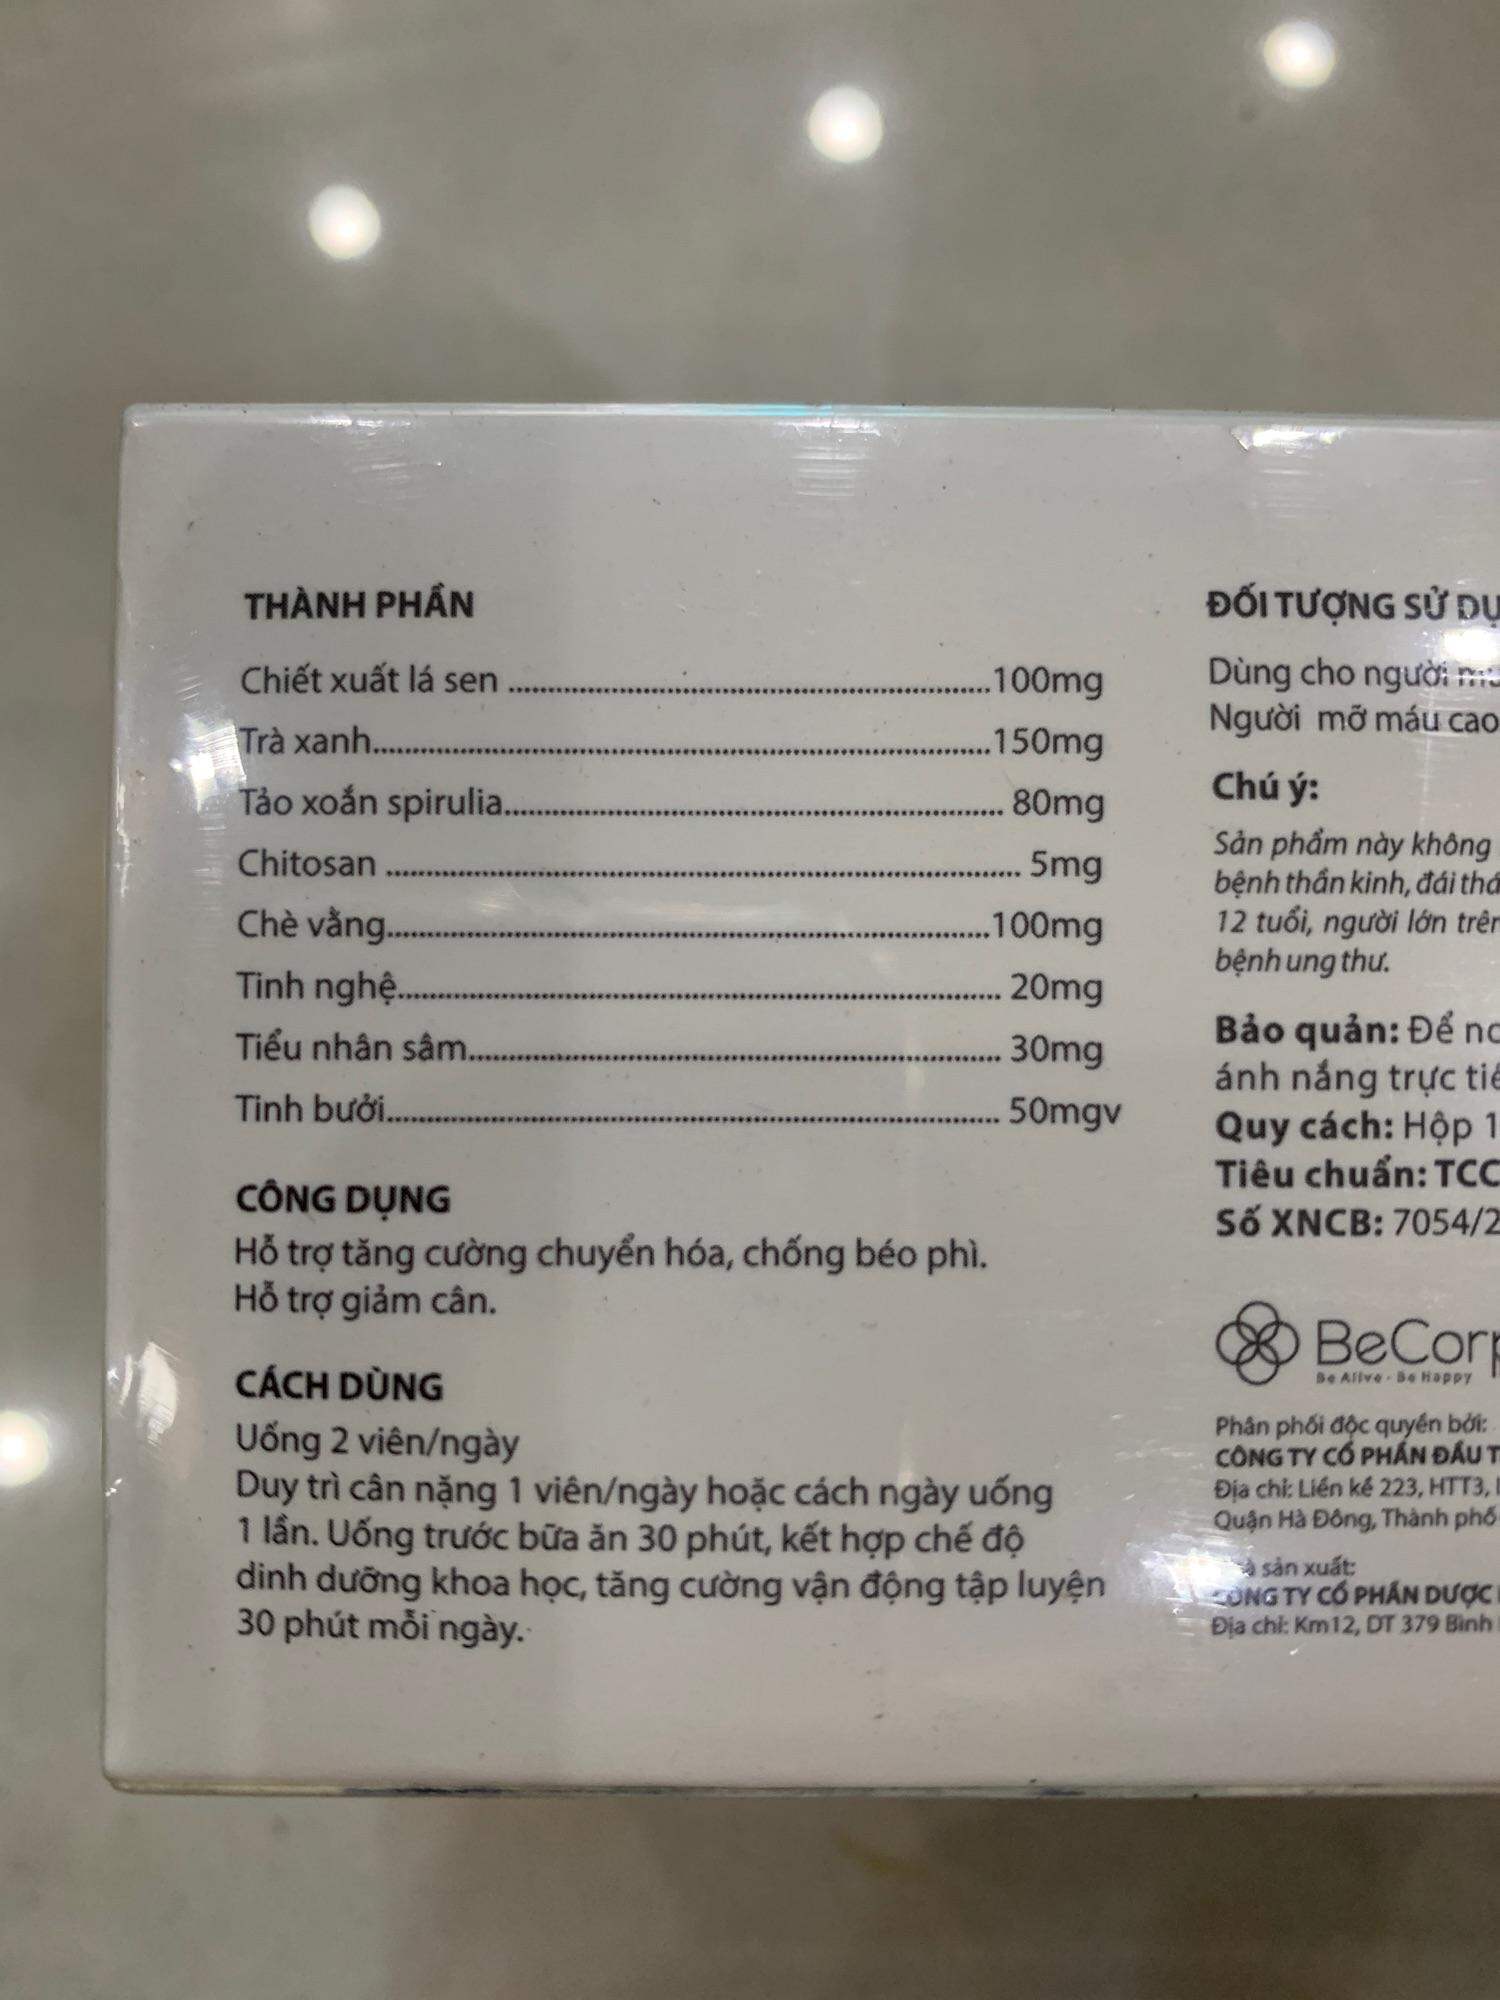 THÀNH PHẦN
Chiết xuất lá sen ........................................................ 100mg
Trà xanh........................................................................ 150mg
Tảo xoắn spirulia......................................................... 80mg
Chitosan ......................................................................... 5mg
Chè vằng...................................................................... 100mg
Tinh nghệ...................................................................... 20mg
Tiểu nhân sâm.............................................................. 30mg
Tinh bưởi....................................................................... 50mgv
CÔNG DỤNG
Hỗ trợ tăng cường chuyển hóa, chống béo phì.
Hỗ trợ giảm cân.
CÁCH DÙNG
Uống 2 viên/ngày
Duy trì cân nặng 1 viên/ngày hoặc cách ngày uống
1 lần. Uống trước bữa ăn 30 phút, kết hợp chế độ
dinh dưỡng khoa học, tăng cường vận động tập luyện
30 phút mỗi ngày.
ĐỐI TƯỢNG SỬ
Dùng cho người
Người mỡ máu cao
Chú ý:
Sản phẩm này không
bệnh thần kinh, đái
12 tuổi, người lớn
bệnh ung thư.
Bảo quản: Để
ánh nắng trực
Quy cách: Hộp 1
Tiêu chuẩn: TCC
Số XNCB: 7054/2
BeCorp
Be Alive - Be Happy
Phân phối độc quyền bởi:
CÔNG TY CỔ PHẦN ĐẦU
Địa chỉ: Liền kề 223, HTT3,
Quận Hà Đông, Thành phố
sản xuất:
CÔNG TY CỔ PHẦN DƯỢC
Địa chỉ: Km12, DT 379 Bình